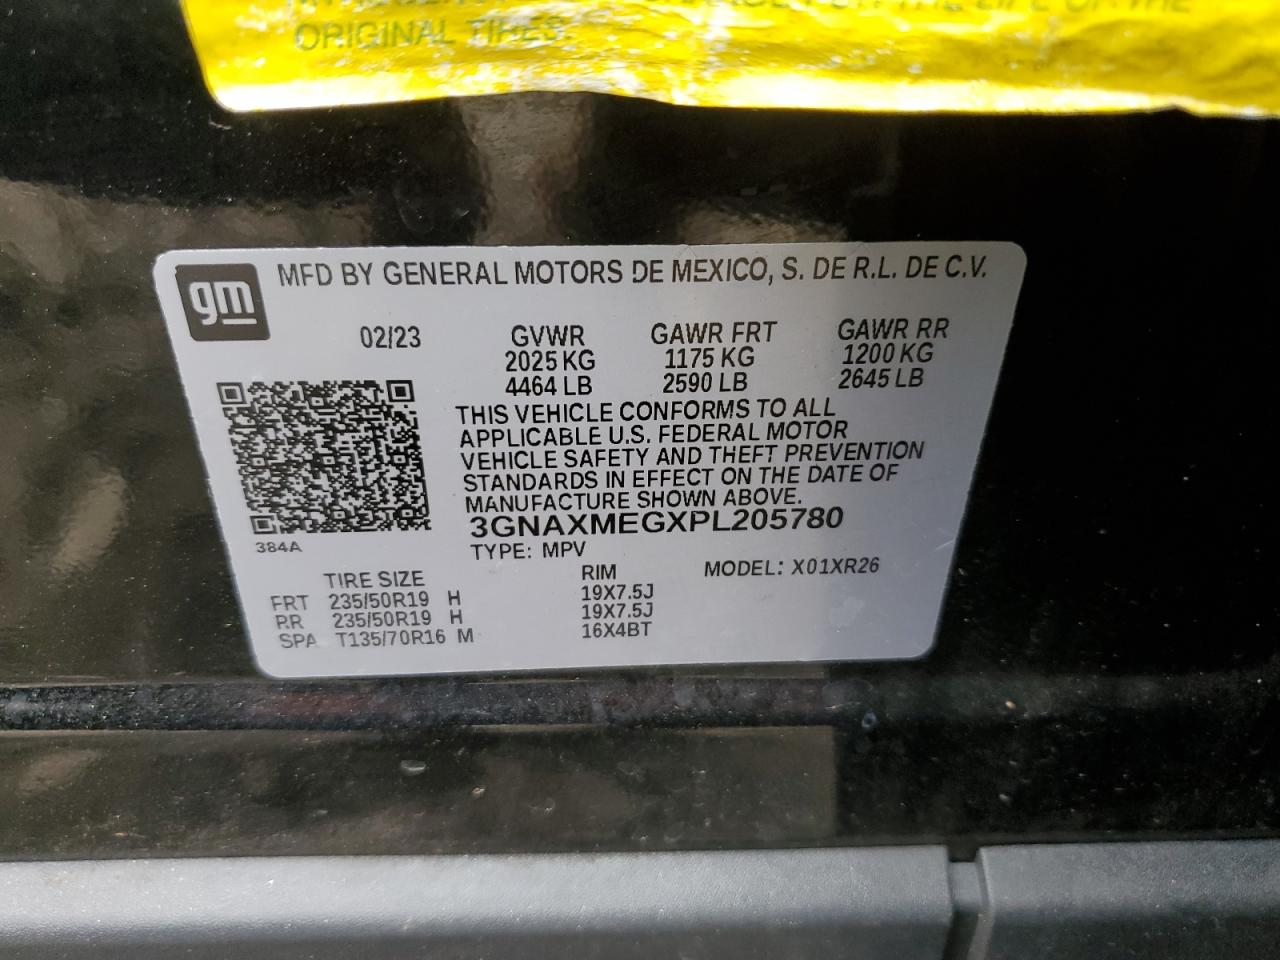 LIFE OF THE
ORIGINAL TIRES.
gm
MFD BY GENERAL MOTORS DE MEXICO, S. DE R.L. DE C.V.
02/23 GVWR GAWR FRT GAWR RR
2025 KG 1175 KG 1200 KG
4464 LB 2590 LB 2645 LB
THIS VEHICLE CONFORMS TO ALL
APPLICABLE U.S. FEDERAL MOTOR
VEHICLE SAFETY AND THEFT PREVENTION
STANDARDS IN EFFECT ON THE DATE OF
MANUFACTURE SHOWN ABOVE.
3GNAXMEGXPL205780
384A
TYPE: MPV
TIRE SIZE RIM MODEL: X01XR26
FRT 235/50R19 H 19X7.5J
RR 235/50R19 H 19X7.5J
SPA T135/70R16 M 16X4BT